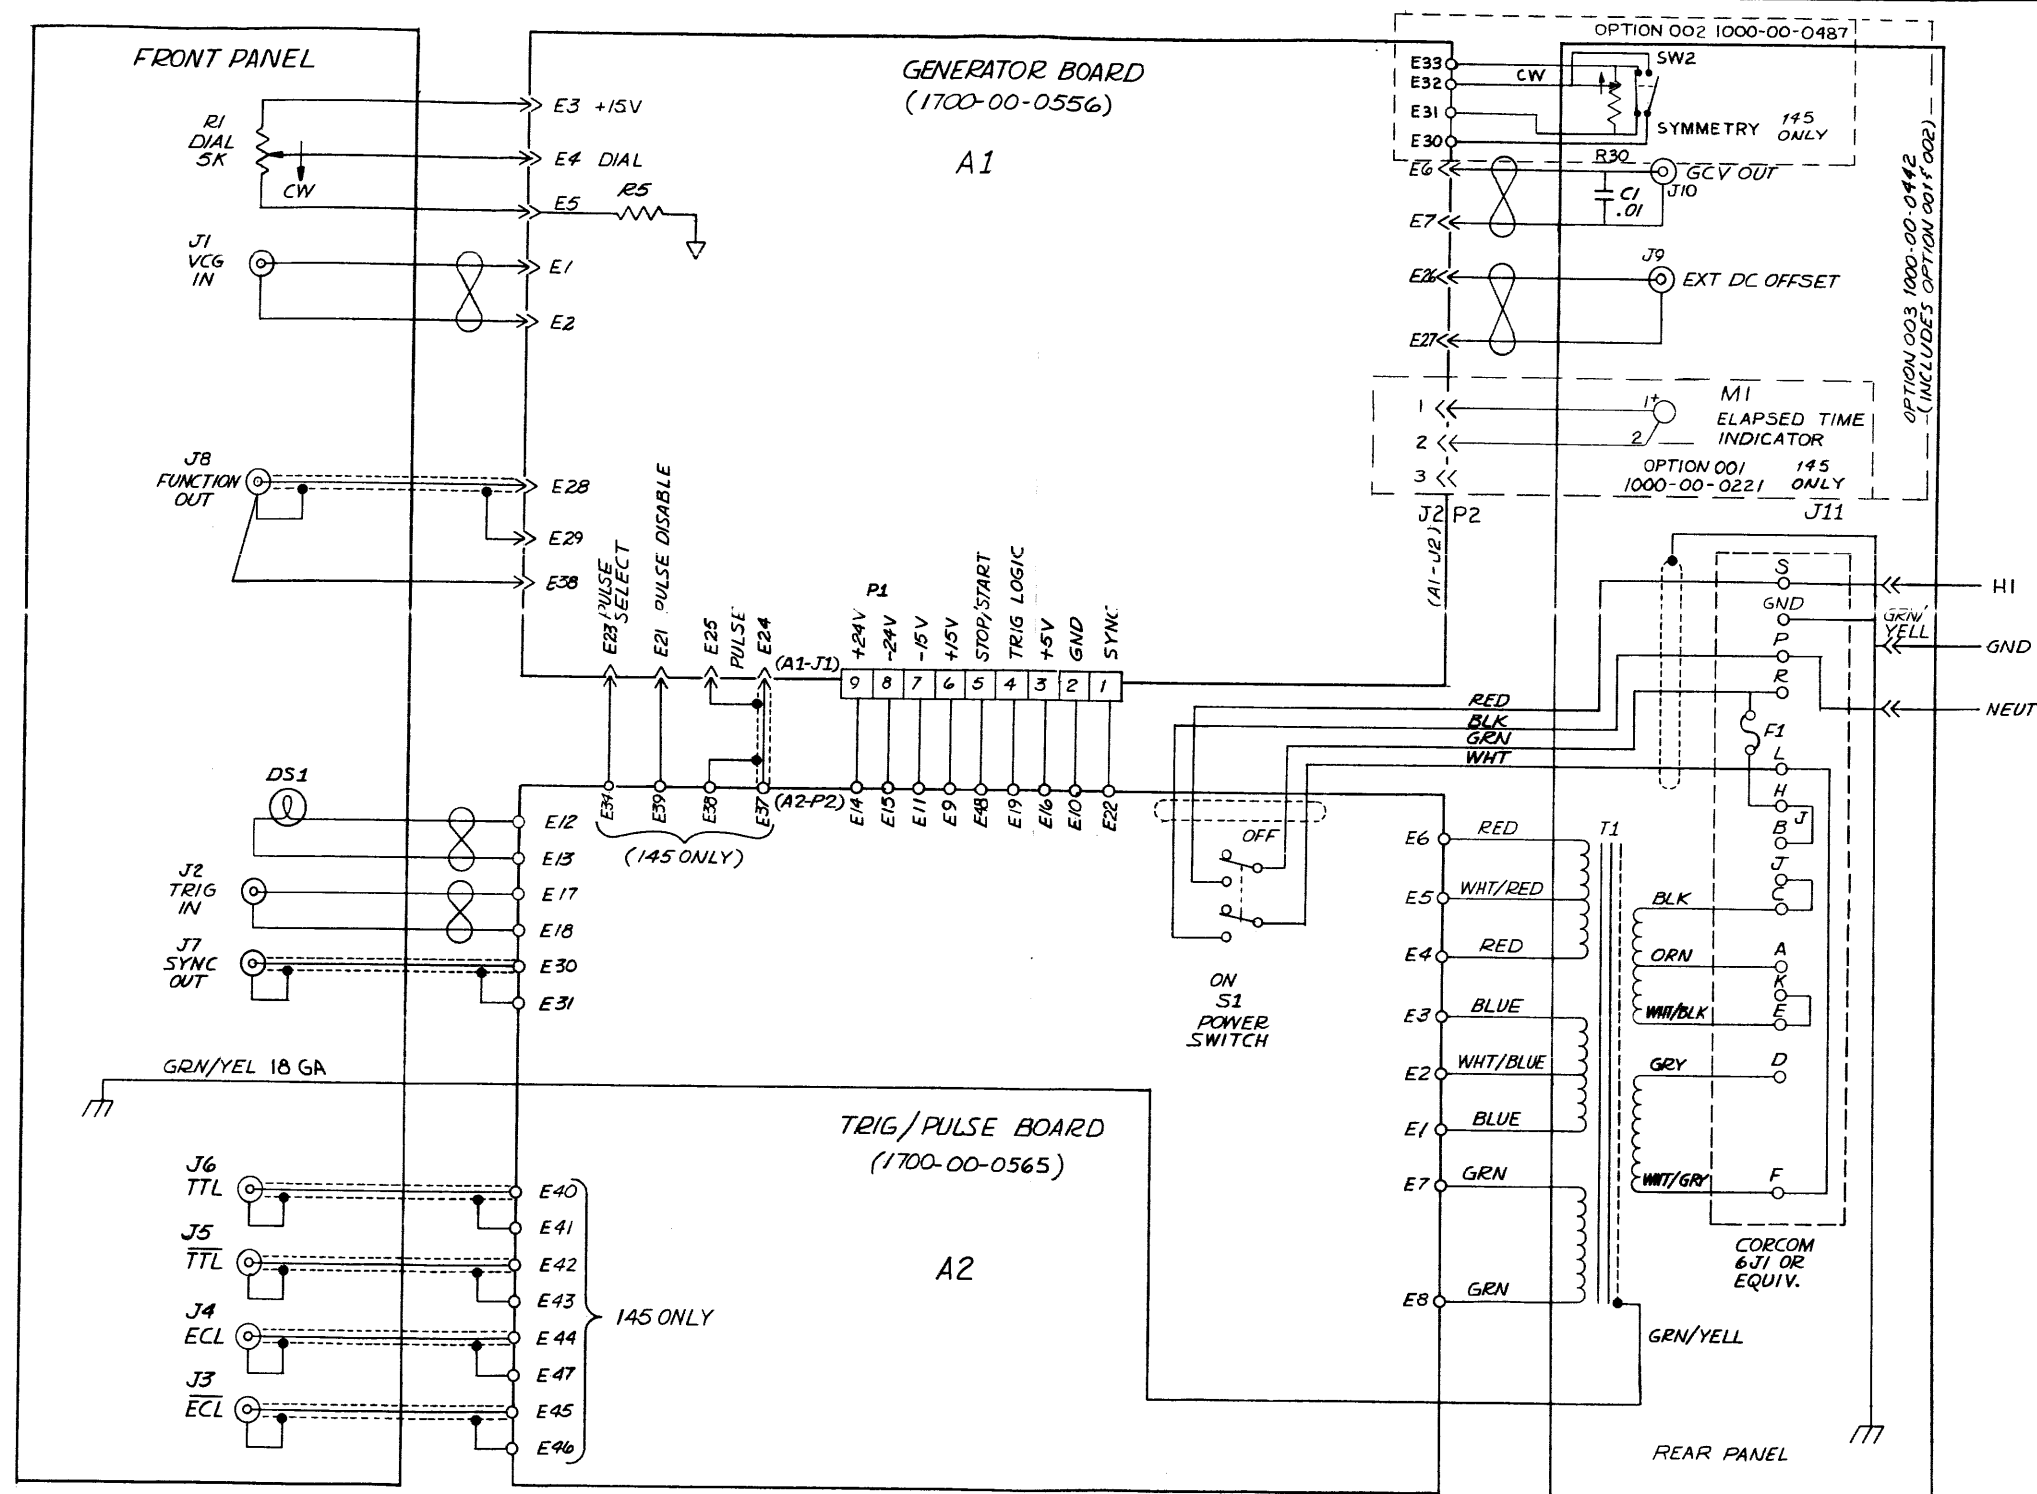 FRONT PANEL
R1
DIAL
5K
CW
J1
VCG
IN
J8
FUNCTION
OUT
DS1
J2
TRIG
IN
J7
SYNC
OUT
GRN/YEL 18 GA
J6
TTL
J5
TTL
J4
ECL
J3
ECL
GENERATOR BOARD
(1700-00-0556)
A1
E3 +15V
E4 DIAL
E5
R5
E1
E2
E28
E29
E38
E23 PULSE
SELECT
E21 PULSE DISABLE
E25
PULSE
E24
(A1-J1)
P1
+24V
-24V
-15V
+15V
STOP/START
TRIG LOGIC
+5V
GND
SYNC
9 8 7 6 5 4 3 2 1
E34
E39
E38
E37
(A2-P2)
(145 ONLY)
E14
E15
E11
E9
E48
E19
E16
E10
E22
E12
E13
E17
E18
E30
E31
TRIG/PULSE BOARD
(1700-00-0565)
A2
E40
E41
E42
E43
E44
E47
E45
E46
145 ONLY
OFF
ON
S1
POWER
SWITCH
OPTION 002 1000-00-0487
E33
E32
E31
E30
CW
SW2
SYMMETRY 145
ONLY
R30
E6
E7
C1
.01
GCV OUT
J10
E26
E27
J9
EXT DC OFFSET
OPTION 003 1000-00-0442
(INCLUDES OPTION 001 & 002)
1
2
3
1+
2
M1
ELAPSED TIME
INDICATOR
OPTION 001 145
1000-00-0221 ONLY
J2 P2
(A1-J2)
J11
RED
BLK
GRN
WHT
S
GND
P
R
F1
L
H
J
B
J
C
A
K
E
D
F
HI
GRN/
YELL
GND
NEUT
E6 RED
E5 WHT/RED
E4 RED
E3 BLUE
E2 WHT/BLUE
E1 BLUE
E7 GRN
E8 GRN
T1
BLK
ORN
WHT/BLK
GRY
WHT/GRY
GRN/YELL
CORCOM
6J1 OR
EQUIV.
REAR PANEL